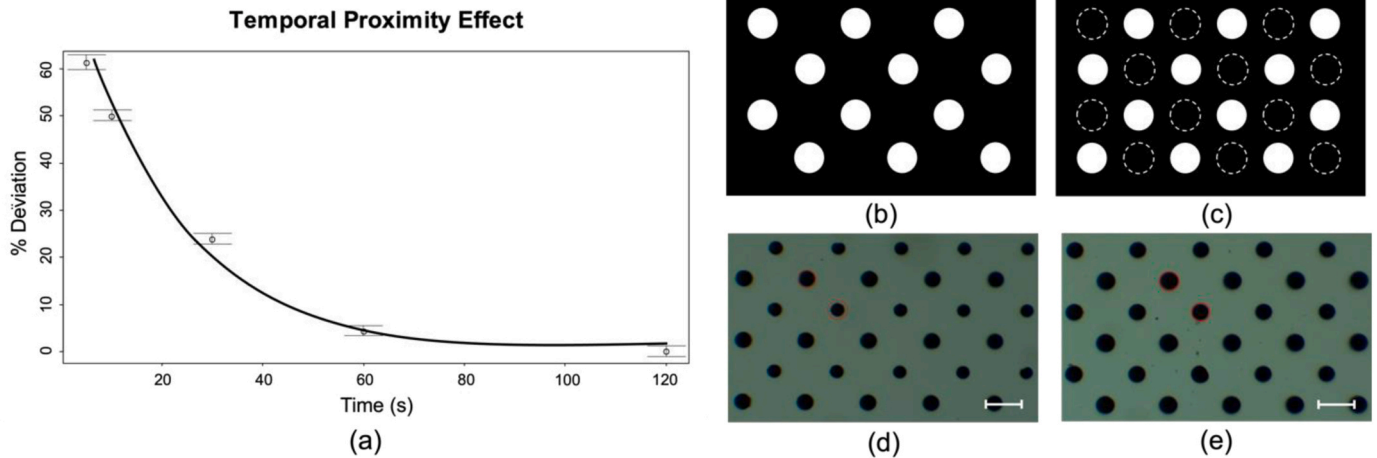 Temporal Proximity Effect
% Deviation
60
50
40
30
20
10
0
20 40 60 80 100 120
Time (s)
(a)
(b)
(c)
(d)
(e)